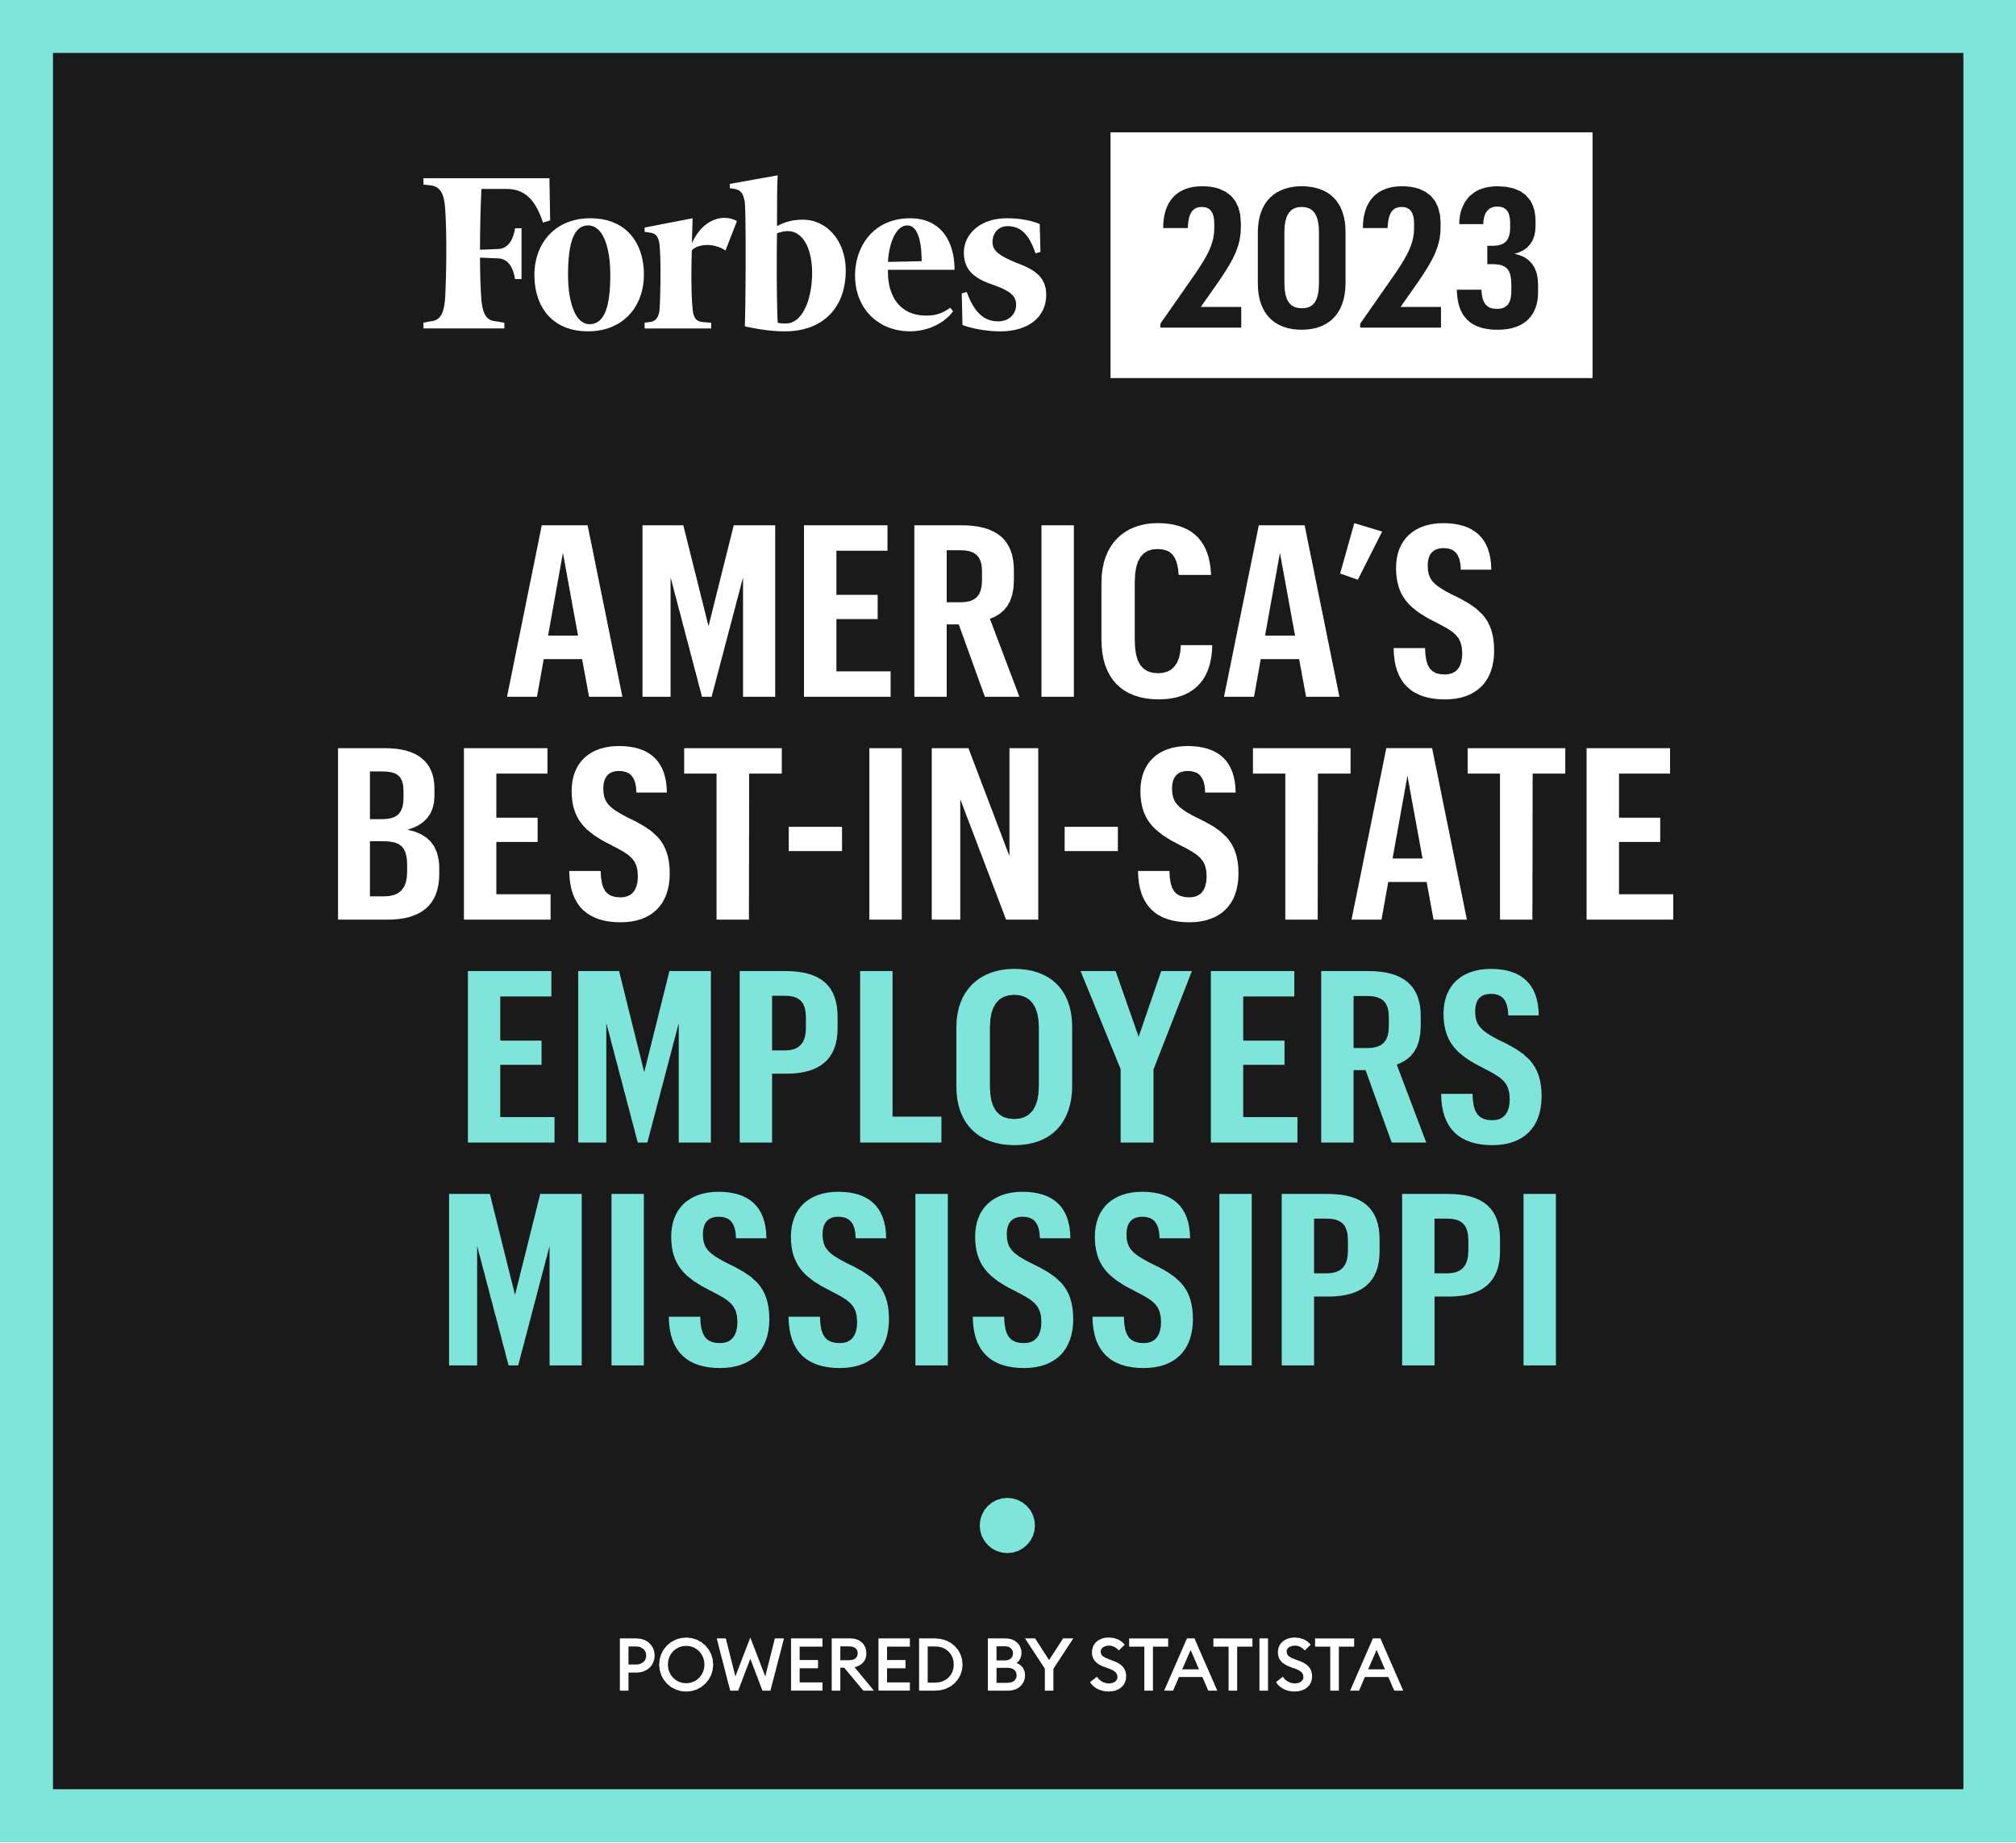 Forbes 2023
AMERICA'S
BEST-IN-STATE
EMPLOYERS
MISSISSIPPI
POWERED BY STATISTA